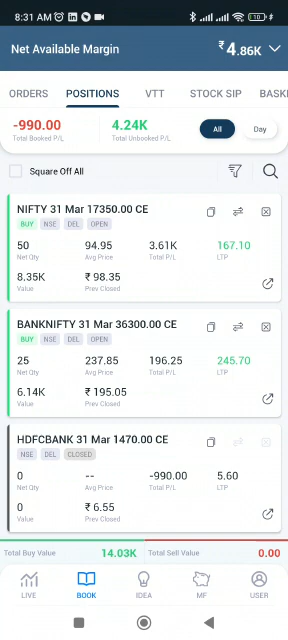 8:31 AM
Net Available Margin ₹4.86K
ORDERS POSITIONS VTT STOCK SIP BASKI
-990.00 4.24K All Day
Total Booked P/L Total Unbooked P/L
Square Off All
NIFTY 31 Mar 17350.00 CE
BUY NSE DEL OPEN
50 94.95 3.61K 167.10
Net Qty Avg Price Total P/L LTP
8.35K ₹ 98.35
Value Prev Closed
BANKNIFTY 31 Mar 36300.00 CE
BUY NSE DEL OPEN
25 237.85 196.25 245.70
Net Qty Avg Price Total P/L LTP
6.14K ₹ 195.05
Value Prev Closed
HDFCBANK 31 Mar 1470.00 CE
NSE DEL CLOSED
0 -- -990.00 5.60
Net Qty Avg Price Total P/L LTP
0 ₹ 6.55
Value Prev Closed
Total Buy Value 14.03K Total Sell Value 0.00
LIVE BOOK IDEA MF USER